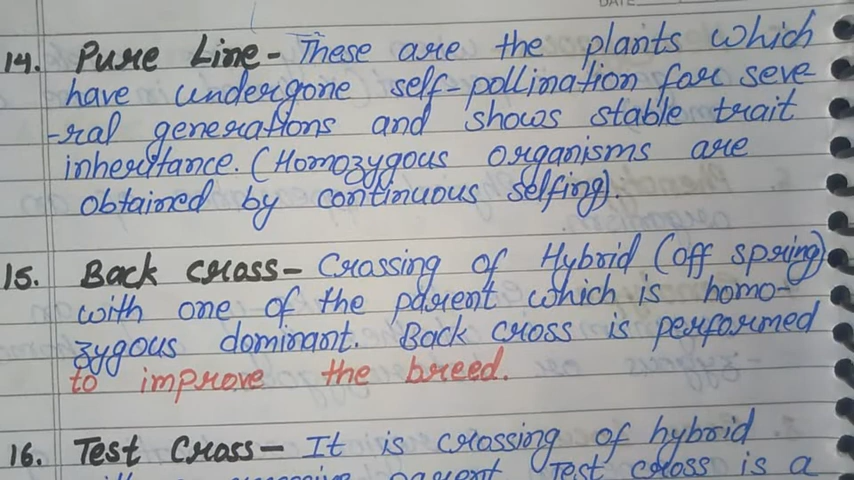 DATE
14. Pure Line - These are the plants which
have undergone self-pollination for seve
-ral generations and shows stable trait
inheritance. (Homozygous organisms are
obtained by continuous selfing).
15. Back cross - Crossing of Hybrid (off spring)
with one of the parent which is homo-
zygous dominant. Back cross is performed
to improve the breed.
16. Test Cross - It is crossing of hybrid
parent Test cross is a